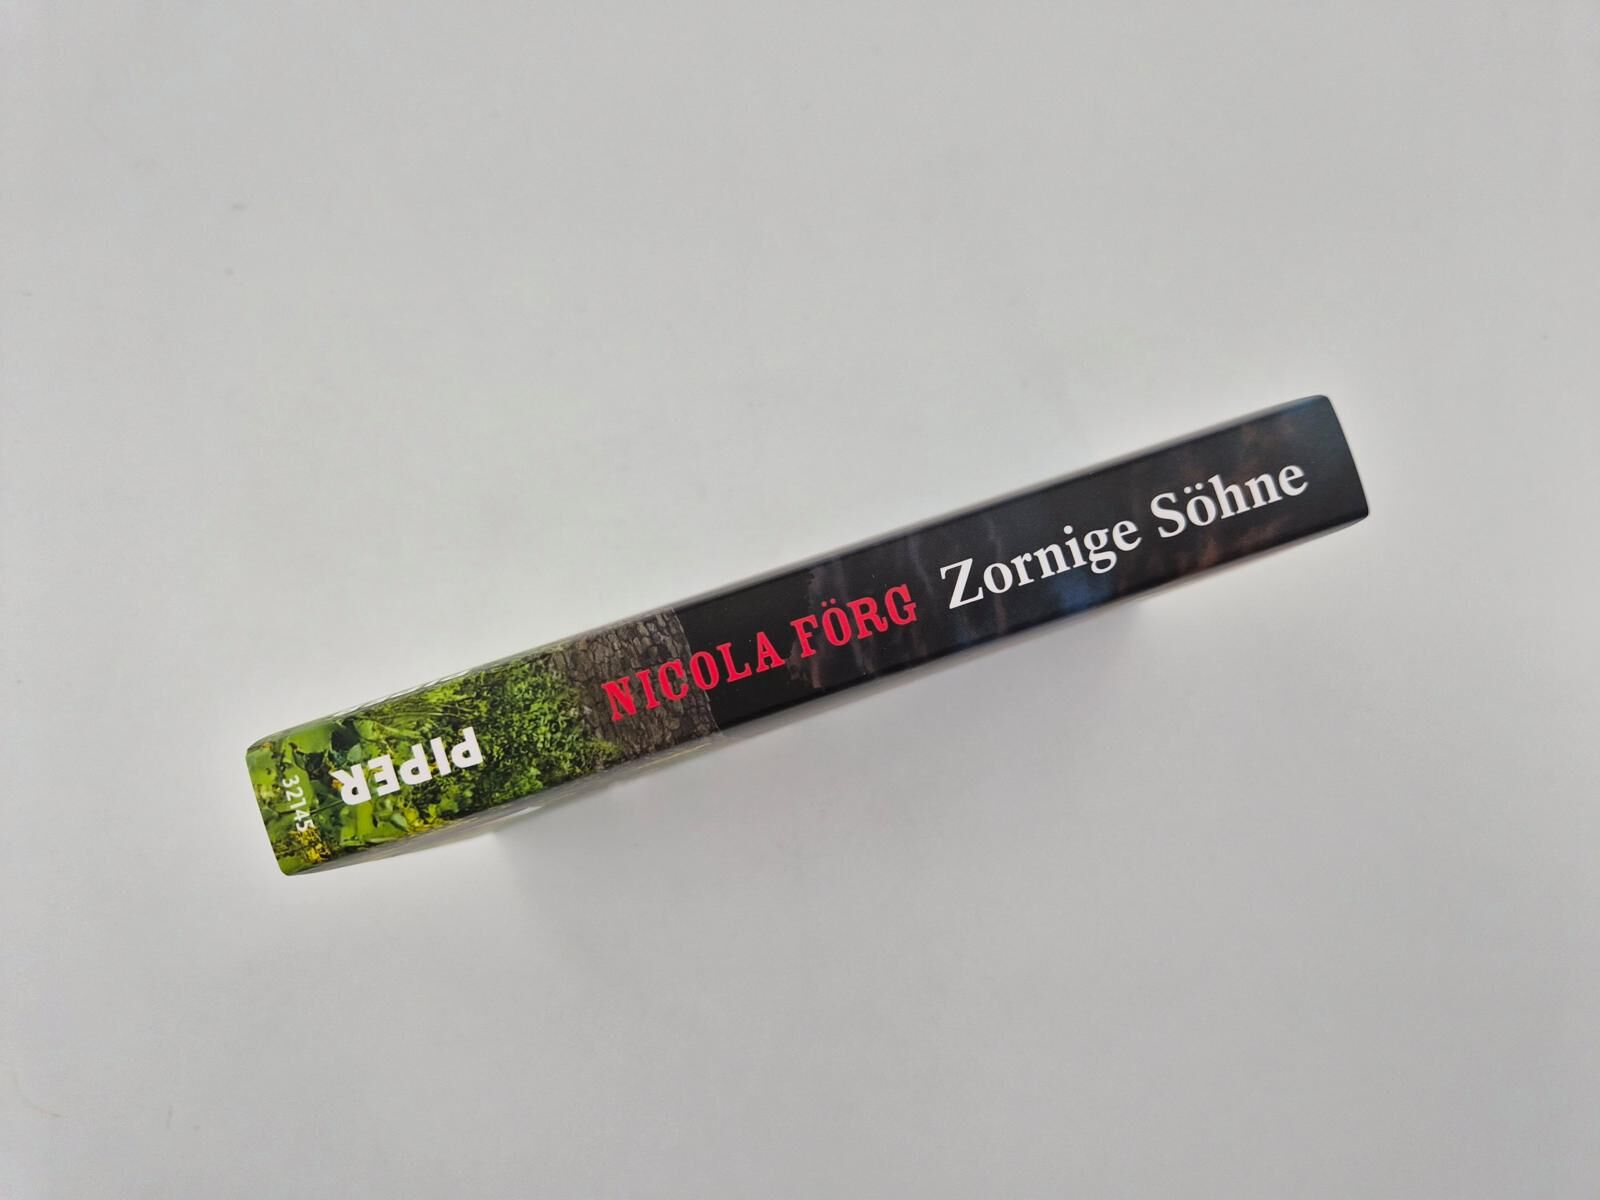 NICOLA FÖRG Zornige Söhne
PIPER
32145